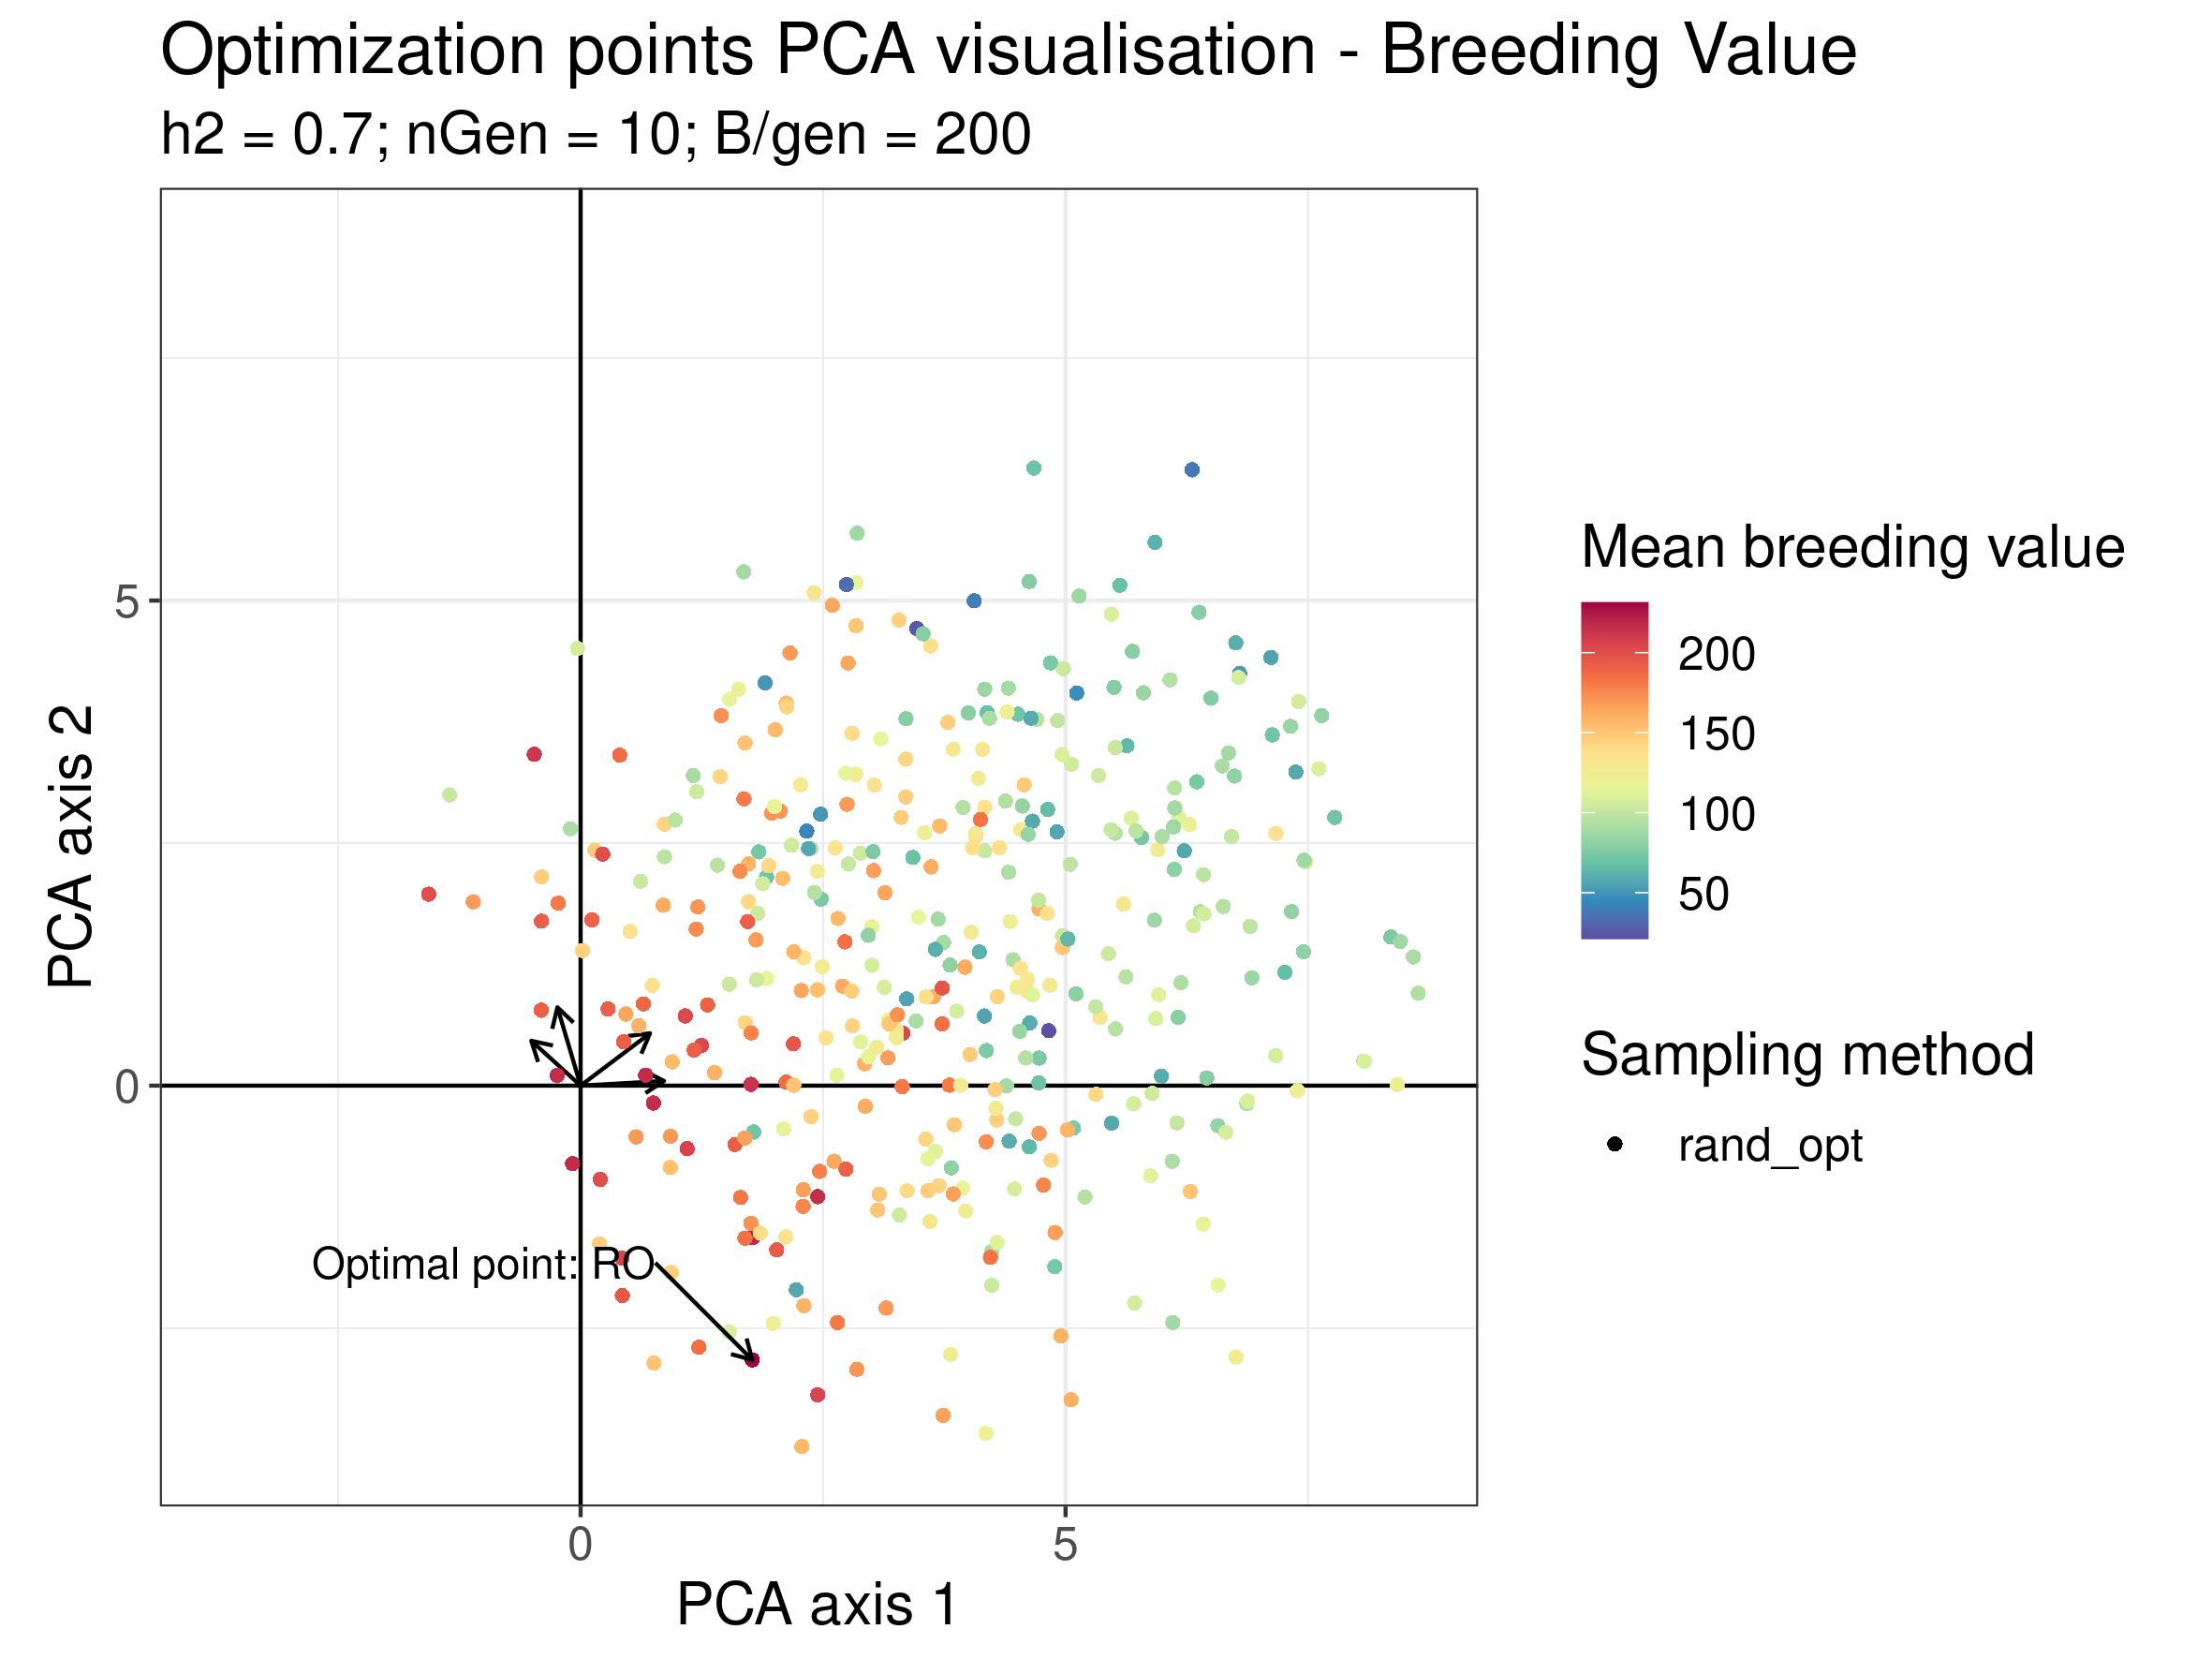 Optimization points PCA visualisation - Breeding Value
h2 = 0.7; nGen = 10; B/gen = 200
PCA axis 2
5
0
Optimal point: RO
0
5
PCA axis 1
Mean breeding value
200
150
100
50
Sampling method
rand_opt